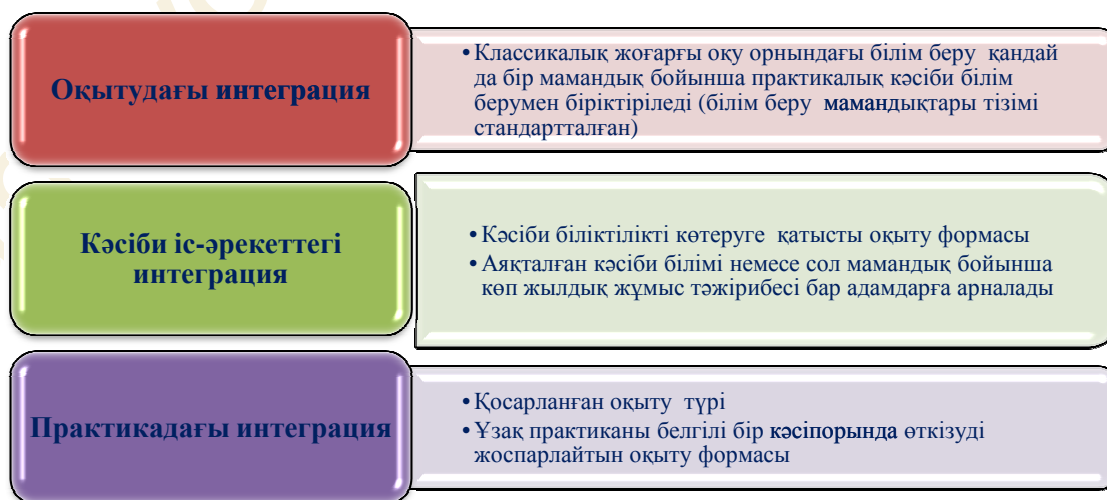 Оқытудағы интеграция
• Классикалық жоғарғы оқу орнындағы білім беру қандай
да бір мамандық бойынша практикалық кәсіби білім
берумен біріктіріледі (білім беру мамандықтары тізімі
стандартталған)
Кәсіби іс-әрекеттегі
интеграция
• Кәсіби біліктілікті көтеруге қатысты оқыту формасы
• Аяқталған кәсіби білімі немесе сол мамандық бойынша
көп жылдық жұмыс тәжірибесі бар адамдарға арналады
Практикадағы интеграция
• Қосарланған оқыту түрі
• Ұзақ практиканы белгілі бір кәсіпорында өткізуді
жоспарлайтын оқыту формасы